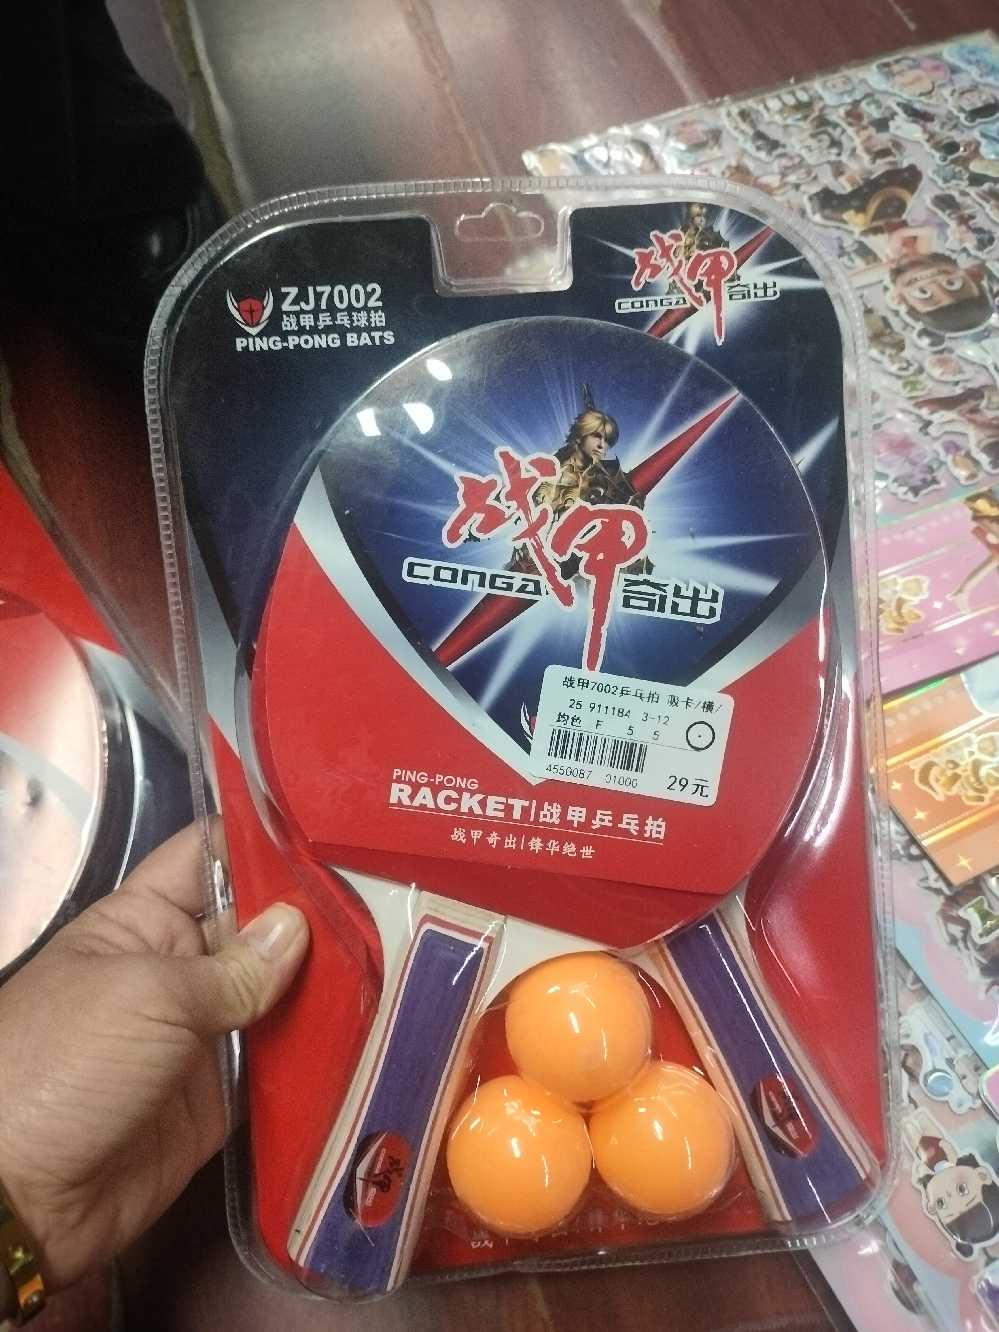 ZJ7002
战甲乒乓球拍
PING-PONG BATS
战甲
CONGA 奇出
战甲
CONGA 奇出
战甲7002乒乓拍 吸卡/横/
25 911184 3-12
均色 F 5 5
4550087 01000
29元
PING-PONG
RACKET|战甲乒乓拍
战甲奇出|锋华绝世
战甲